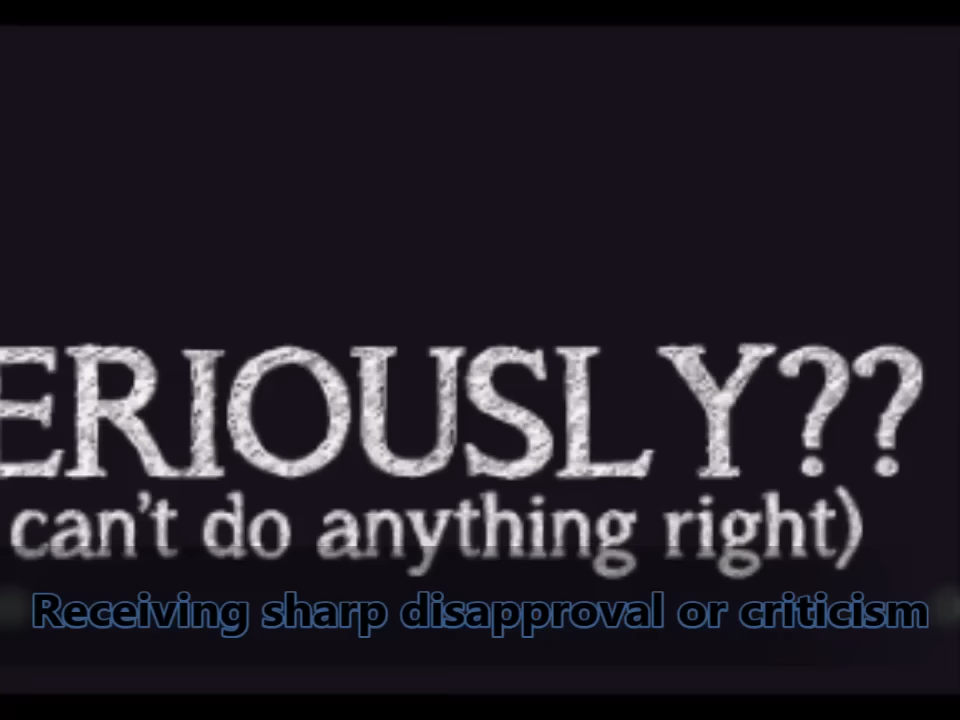 ERIOUSLY??
can't do anything right)
Receiving sharp disapproval or criticism